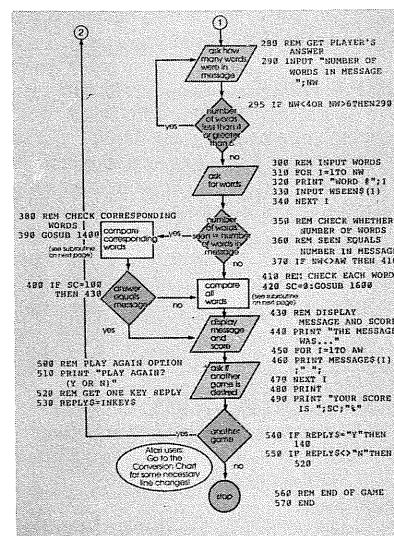 2
1
ask how
many words
were in
message
280 REM GET PLAYER'S
ANSWER
290 INPUT "NUMBER OF
WORDS IN MESSAGE
";NW
number
of words
less than 4
or greater
than 6
yes
295 IF NW<4OR NW>6THEN290
no
ask
for words
300 REM INPUT WORDS
310 FOR I=1TO NW
320 PRINT "WORD #";I
330 INPUT WSEEN$(I)
340 NEXT I
380 REM CHECK CORRESPONDING
WORDS
390 GOSUB 1400
(see subroutine
on next page)
compare
corresponding
words
yes
number
of words
seen = number
of words in
message
350 REM CHECK WHETHER
NUMBER OF WORDS
360 REM SEEN EQUALS
NUMBER IN MESSAGE
370 IF NW<>AW THEN 410
no
400 IF SC=100
THEN 430
answer
equals
message
no
yes
compare
all
words
410 REM CHECK EACH WORD
420 SC=0:GOSUB 1600
(see subroutine
on next page)
display
message
and
score
430 REM DISPLAY
MESSAGE AND SCORE
440 PRINT "THE MESSAGE
WAS..."
450 FOR I=1TO AW
460 PRINT MESSAGE$(I)
;" ";
470 NEXT I
480 PRINT
490 PRINT "YOUR SCORE
IS ";SC;"%"
500 REM PLAY AGAIN OPTION
510 PRINT "PLAY AGAIN?
(Y OR N)"
520 REM GET ONE KEY REPLY
530 REPLY$=INKEY$
ask if
another
game is
desired
yes
another
game
540 IF REPLY$="Y"THEN
140
550 IF REPLY$<>"N"THEN
520
no
Atari users:
Go to the
Conversion Chart
for some necessary
line changes!
stop
560 REM END OF GAME
570 END